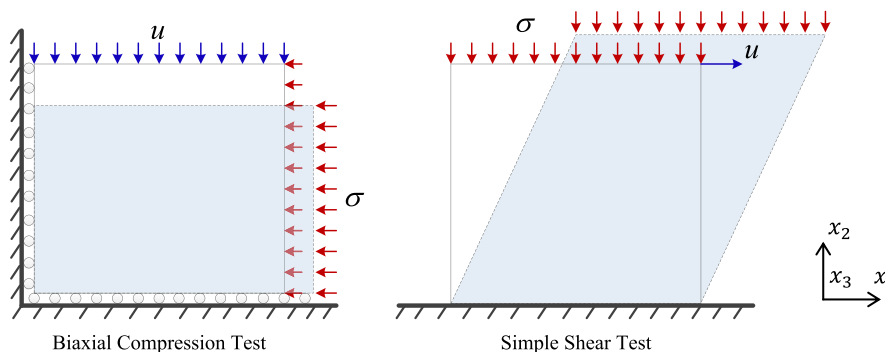 u
σ
Biaxial Compression Test
σ
u
Simple Shear Test
x₂
x₃
x